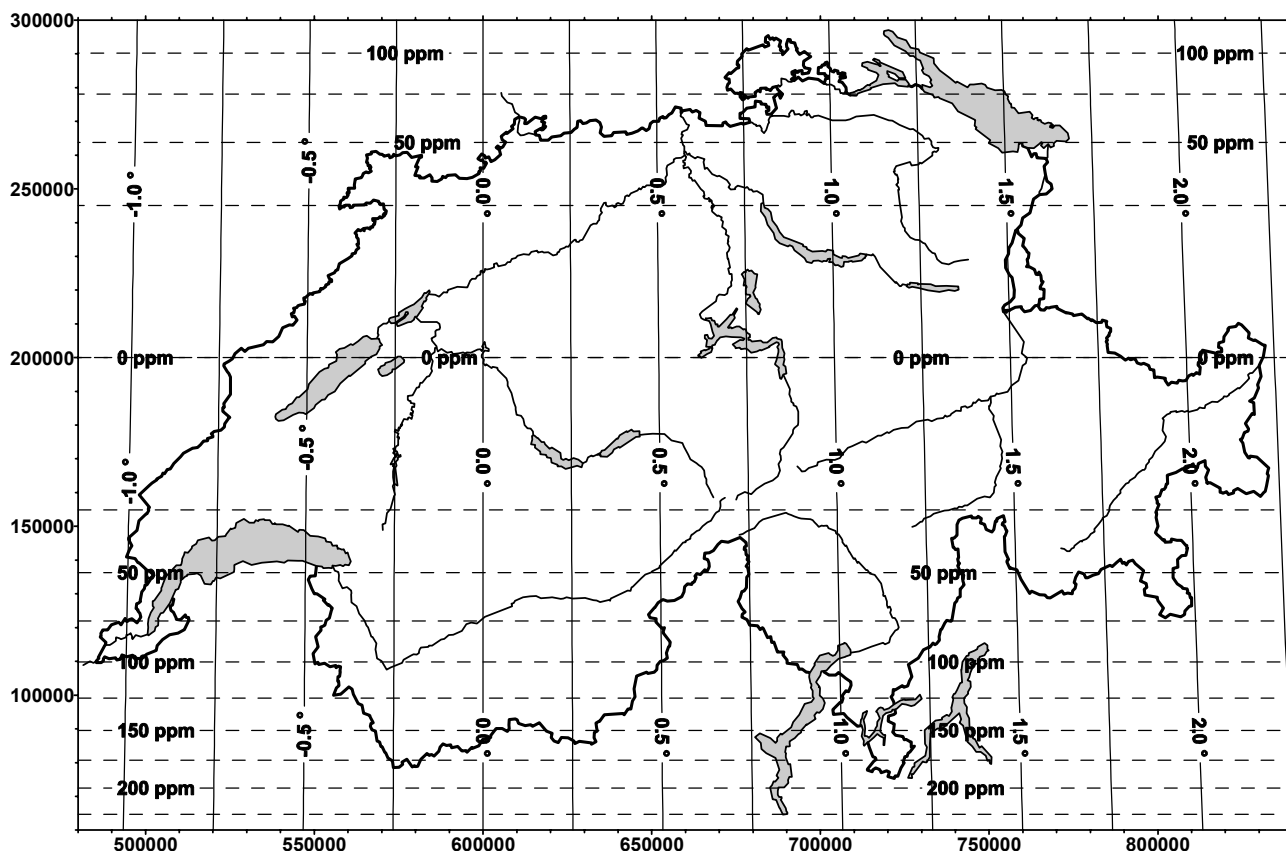 300000
100 ppm 100 ppm
50 ppm -0.5 ° 50 ppm
250000 -1.0 ° 0.0 ° 0.5 ° 1.0 ° 1.5 ° 2.0 °
200000 0 ppm 0 ppm 0 ppm 0 ppm
-1.0 ° -0.5 ° 0.0 ° 0.5 ° 1.0 ° 1.5 ° 2.0 °
150000
50 ppm 50 ppm
100 ppm 100 ppm
100000
150 ppm -0.5 ° 0.0 ° 0.5 ° 1.0 ° 150 ppm 1.5 ° 2.0 °
200 ppm 200 ppm
500000 550000 600000 650000 700000 750000 800000